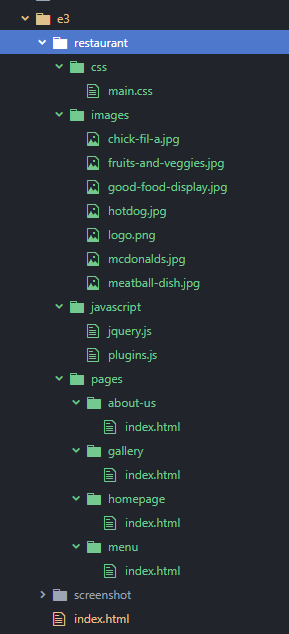 e3
restaurant
css
main.css
images
chick-fil-a.jpg
fruits-and-veggies.jpg
good-food-display.jpg
hotdog.jpg
logo.png
mcdonalds.jpg
meatball-dish.jpg
javascript
jquery.js
plugins.js
pages
about-us
index.html
gallery
index.html
homepage
index.html
menu
index.html
screenshot
index.html